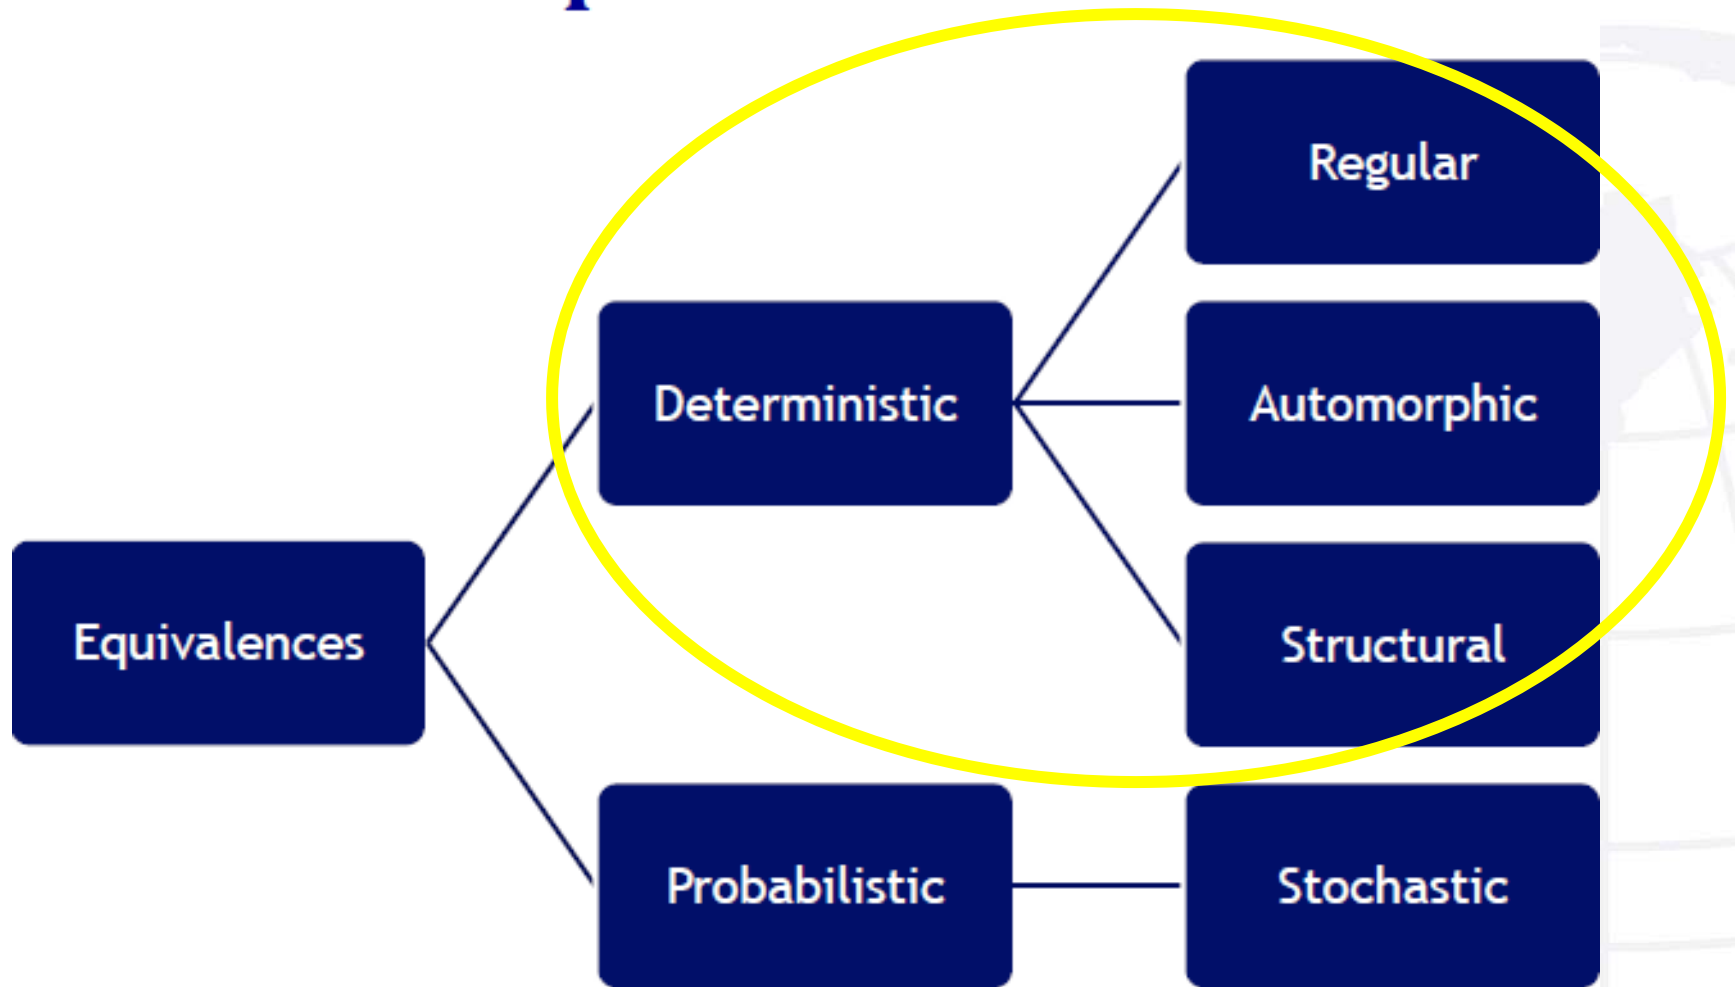 Regular
Deterministic
Automorphic
Equivalences
Structural
Probabilistic
Stochastic